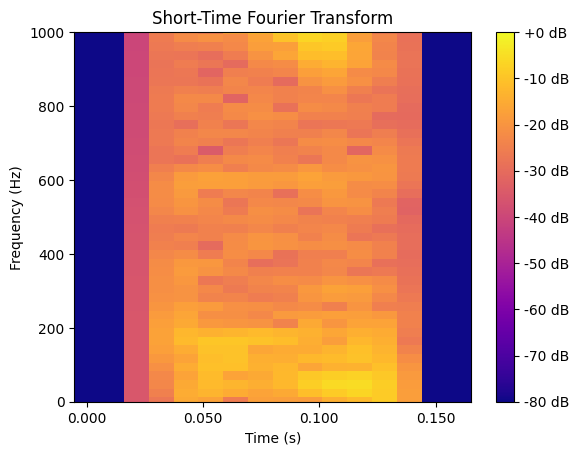 Short-Time Fourier Transform
Frequency (Hz)
1000
800
600
400
200
0
0.000 0.050 0.100 0.150
Time (s)
+0 dB
-10 dB
-20 dB
-30 dB
-40 dB
-50 dB
-60 dB
-70 dB
-80 dB